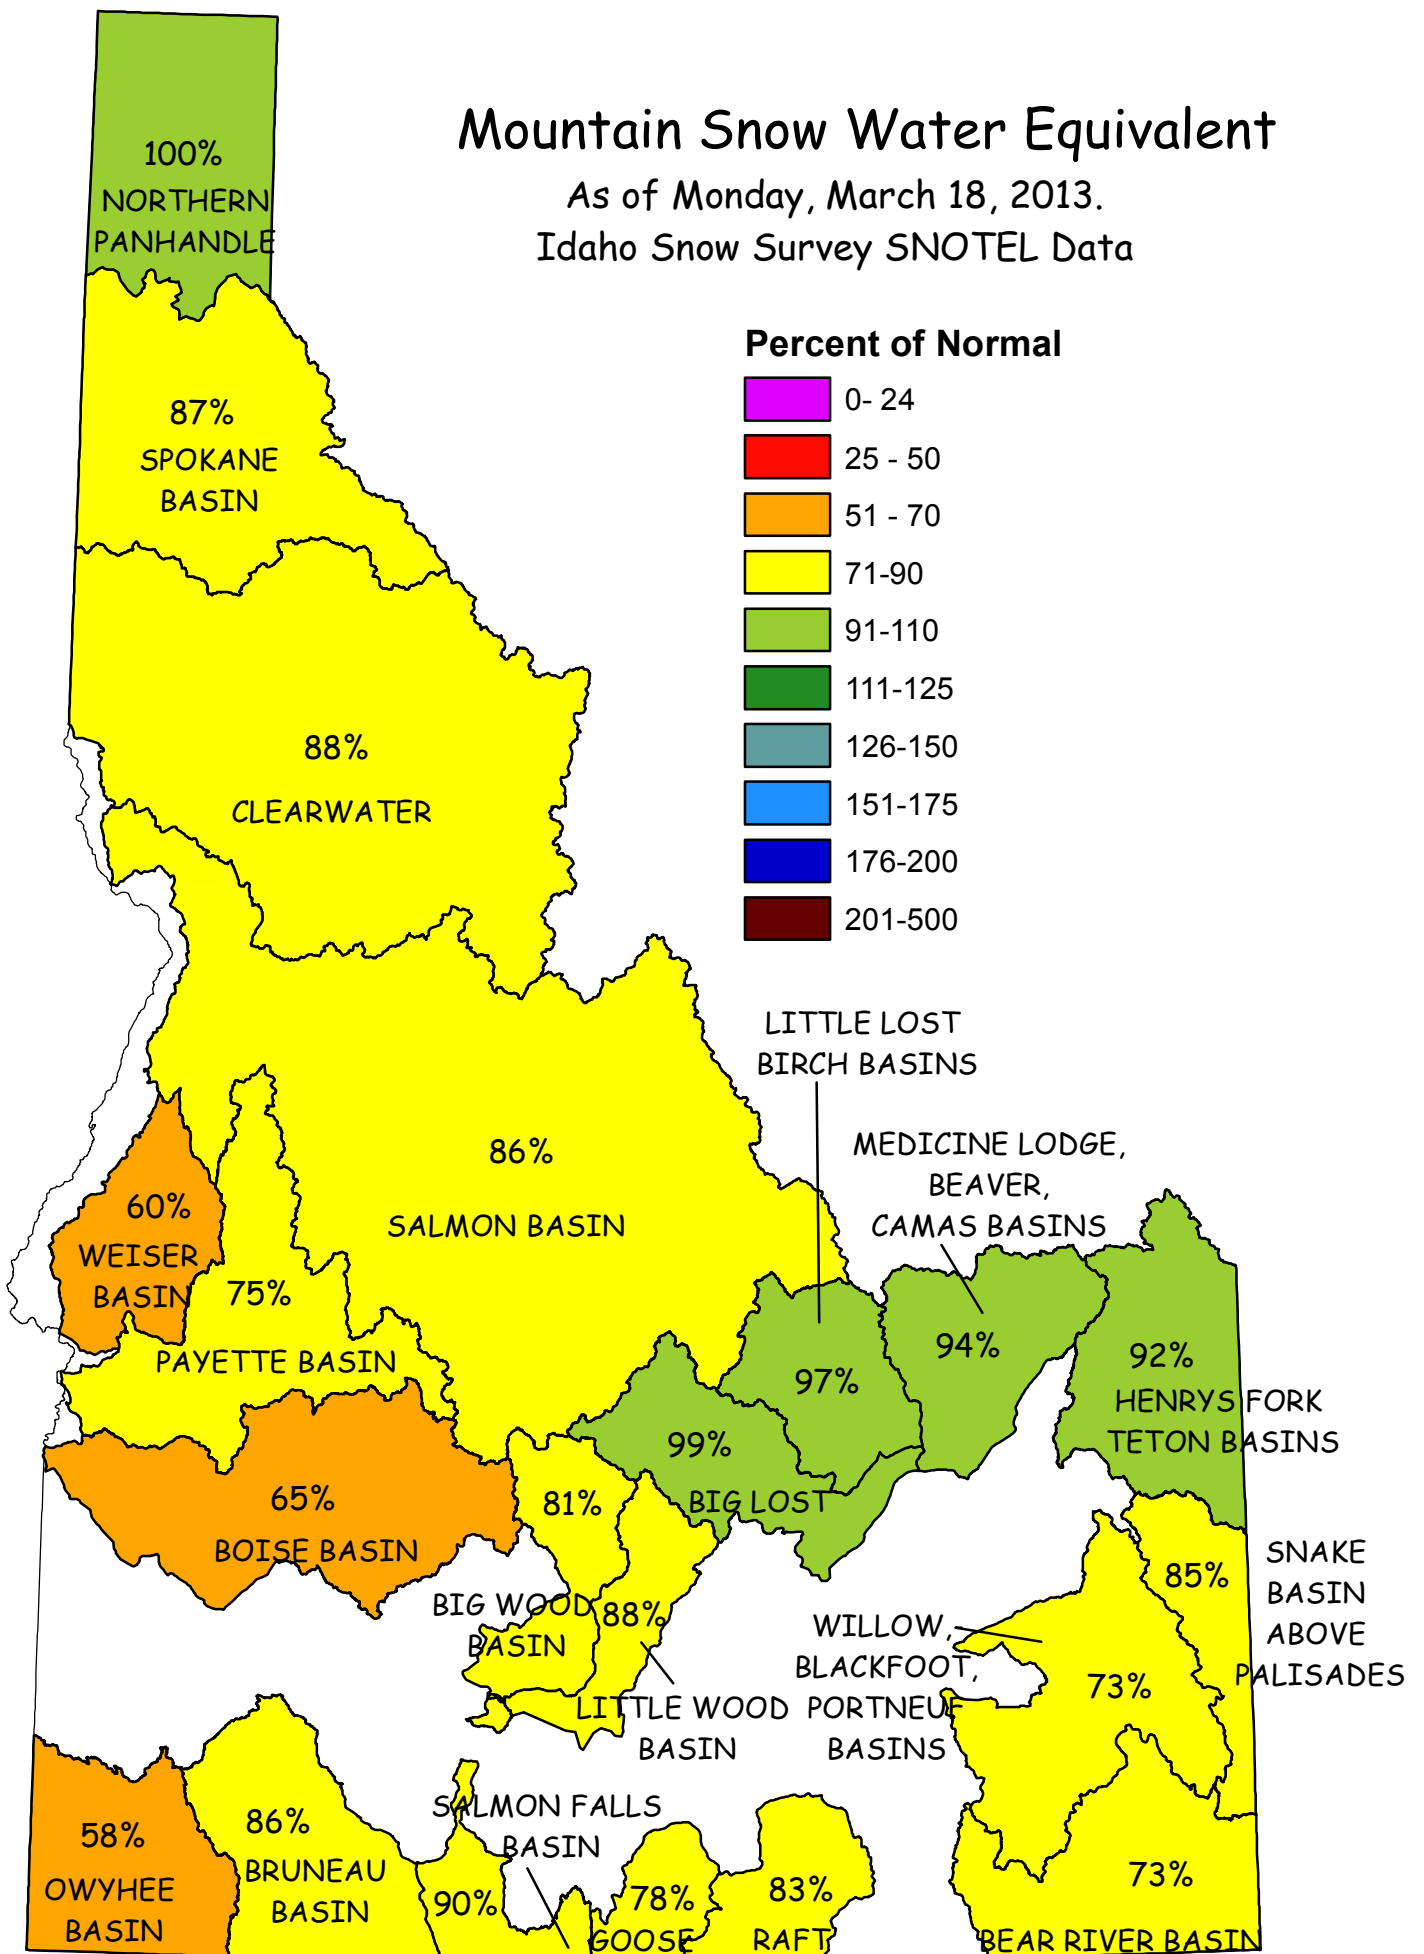 Mountain Snow Water Equivalent
As of Monday, March 18, 2013.
Idaho Snow Survey SNOTEL Data
Percent of Normal
0- 24
25 - 50
51 - 70
71-90
91-110
111-125
126-150
151-175
176-200
201-500
100%
NORTHERN
PANHANDLE
87%
SPOKANE
BASIN
88%
CLEARWATER
86%
SALMON BASIN
60%
WEISER
BASIN
75%
PAYETTE BASIN
LITTLE LOST
BIRCH BASINS
97%
MEDICINE LODGE,
BEAVER,
CAMAS BASINS
94%
92%
HENRYS FORK
TETON BASINS
99%
BIG LOST
65%
BOISE BASIN
81%
BIG WOOD
BASIN
88%
LITTLE WOOD
BASIN
WILLOW,
BLACKFOOT,
PORTNEUF
BASINS
73%
85%
SNAKE
BASIN
ABOVE
PALISADES
58%
OWYHEE
BASIN
86%
BRUNEAU
BASIN
SALMON FALLS
BASIN
90%
78%
GOOSE
83%
RAFT
73%
BEAR RIVER BASIN